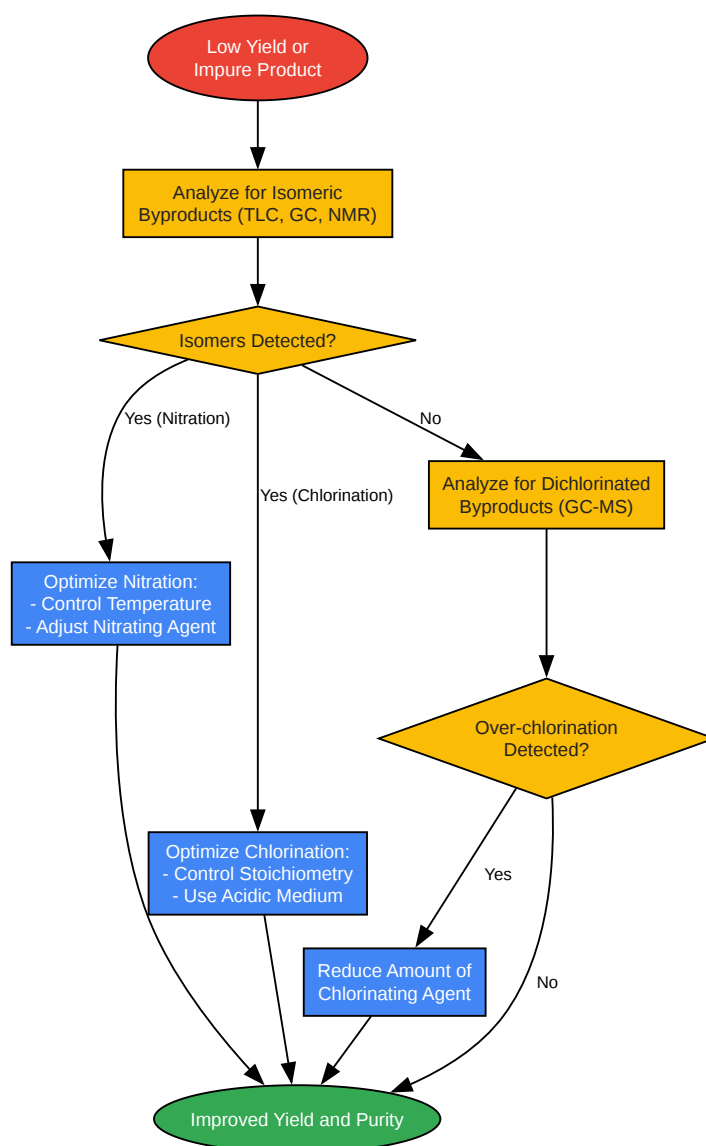 Low Yield or
Impure Product
Analyze for Isomeric
Byproducts (TLC, GC, NMR)
Isomers Detected?
Yes (Nitration)
No
Yes (Chlorination)
Analyze for Dichlorinated
Byproducts (GC-MS)
Optimize Nitration:
- Control Temperature
- Adjust Nitrating Agent
Over-chlorination
Detected?
Optimize Chlorination:
- Control Stoichiometry
- Use Acidic Medium
Yes
Reduce Amount of
Chlorinating Agent
No
Improved Yield and Purity